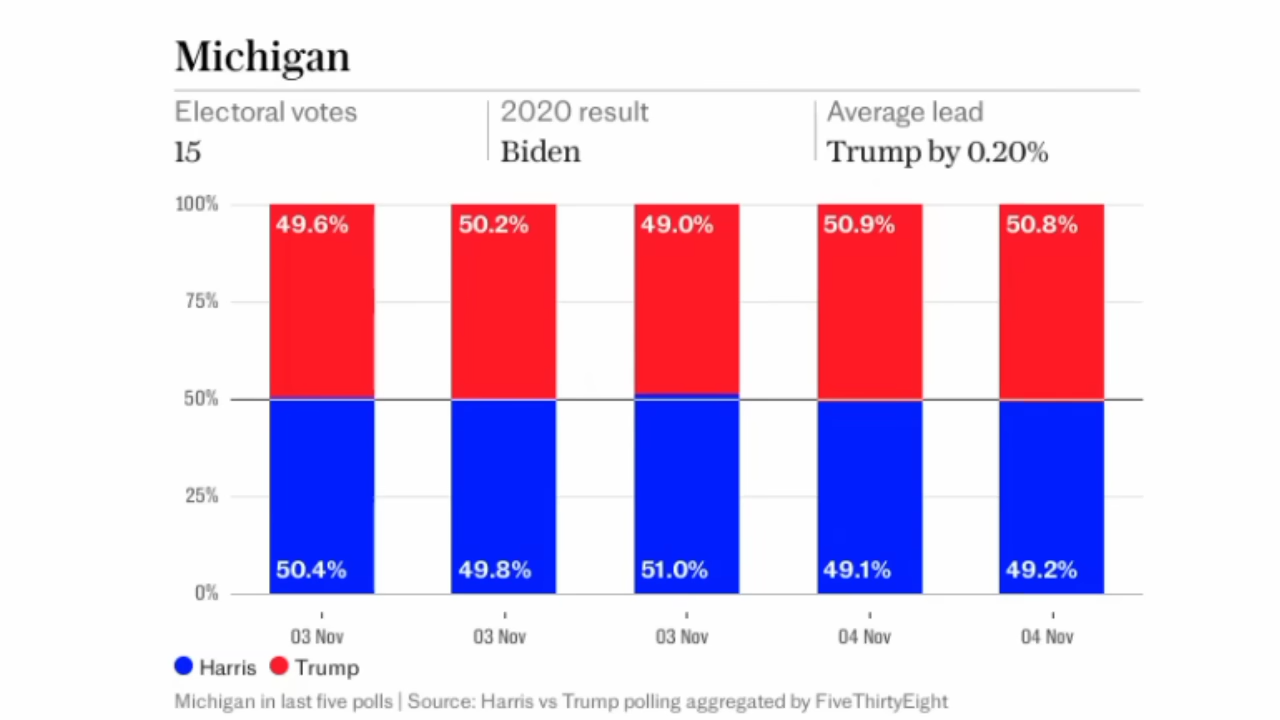 Michigan
Electoral votes 2020 result Average lead
15 Biden Trump by 0.20%
100% 49.6% 50.2% 49.0% 50.9% 50.8%
75%
50%
25%
50.4% 49.8% 51.0% 49.1% 49.2%
0%
03 Nov 03 Nov 03 Nov 04 Nov 04 Nov
Harris Trump
Michigan in last five polls | Source: Harris vs Trump polling aggregated by FiveThirtyEight